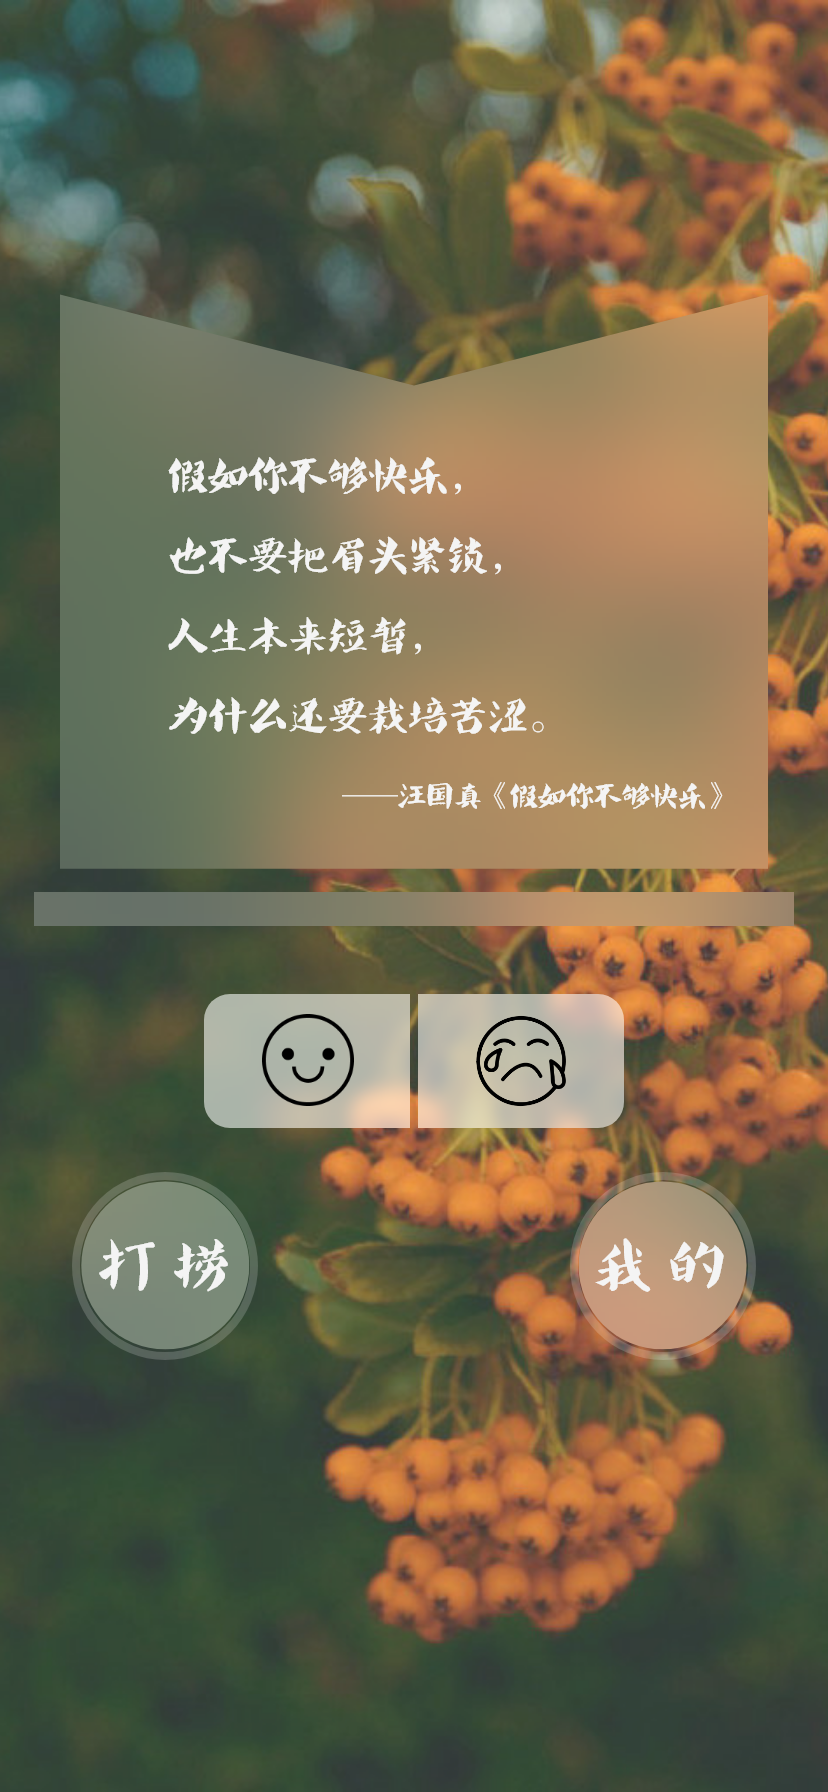 假如你不够快乐，
也不要把眉头紧锁，
人生本来短暂，
为什么还要栽培苦涩。
——汪国真《假如你不够快乐》
打捞
我的